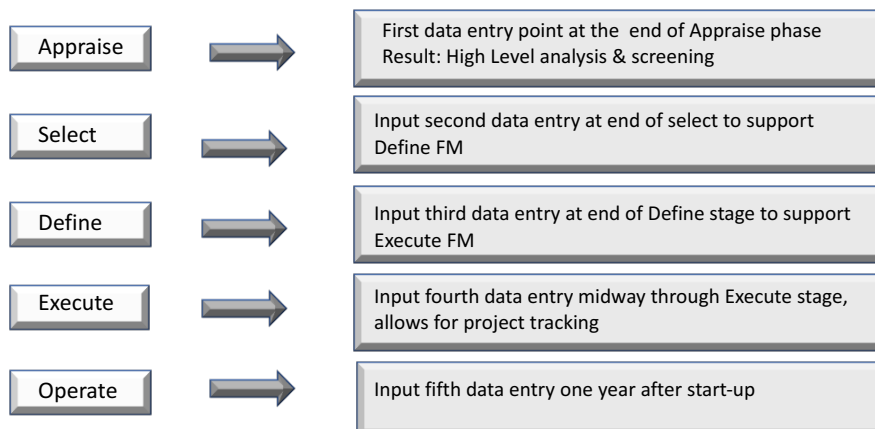 Appraise
First data entry point at the end of Appraise phase
Result: High Level analysis & screening
Select
Input second data entry at end of select to support
Define FM
Define
Input third data entry at end of Define stage to support
Execute FM
Execute
Input fourth data entry midway through Execute stage,
allows for project tracking
Operate
Input fifth data entry one year after start-up